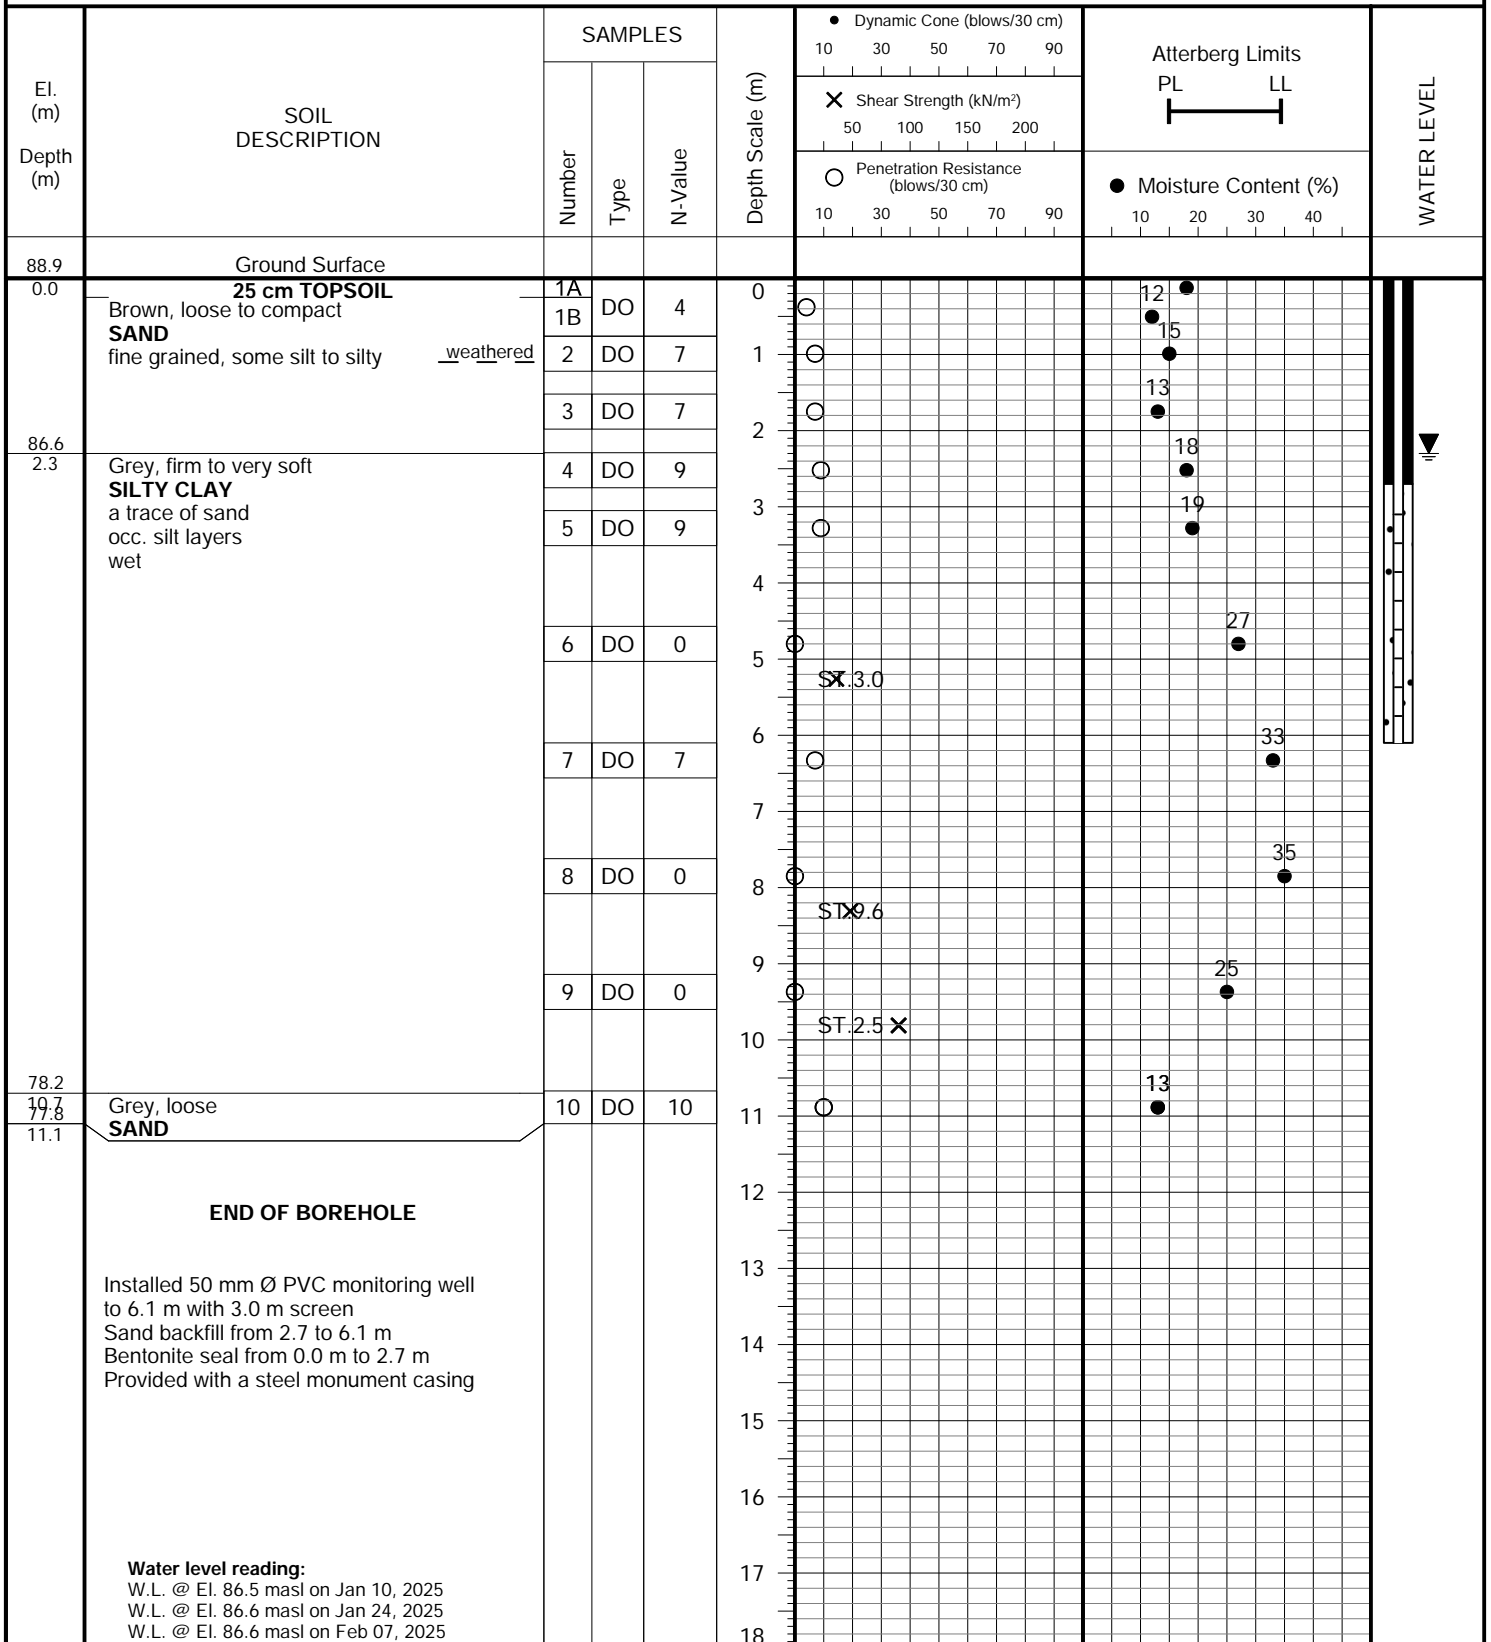 El.
(m)
Depth
(m)
SOIL
DESCRIPTION
SAMPLES
Number
Type
N-Value
Depth Scale (m)
Dynamic Cone (blows/30 cm)
10 30 50 70 90
Shear Strength (kN/m²)
50 100 150 200
Penetration Resistance
(blows/30 cm)
10 30 50 70 90
Atterberg Limits
PL LL
Moisture Content (%)
10 20 30 40
WATER LEVEL
88.9 Ground Surface
0.0 25 cm TOPSOIL 1A 0
Brown, loose to compact 1B DO 4 12
SAND
15
fine grained, some silt to silty weathered 2 DO 7 1
13
3 DO 7
2
86.6
18
2.3 Grey, firm to very soft 4 DO 9
SILTY CLAY
3 19
a trace of sand
occ. silt layers 5 DO 9
wet
4
27
6 DO 0
5
ST.3.0
6 33
7 DO 7
7
35
8 DO 0
8
ST.9.6
9 25
9 DO 0
ST.2.5
10
78.2 13
10.7 Grey, loose 10 DO 10
77.8
11
SAND
11.1
12
END OF BOREHOLE
13
Installed 50 mm Ø PVC monitoring well
to 6.1 m with 3.0 m screen
Sand backfill from 2.7 to 6.1 m
14
Bentonite seal from 0.0 m to 2.7 m
Provided with a steel monument casing
15
16
17
Water level reading:
W.L. @ El. 86.5 masl on Jan 10, 2025
W.L. @ El. 86.6 masl on Jan 24, 2025
W.L. @ El. 86.6 masl on Feb 07, 2025
18